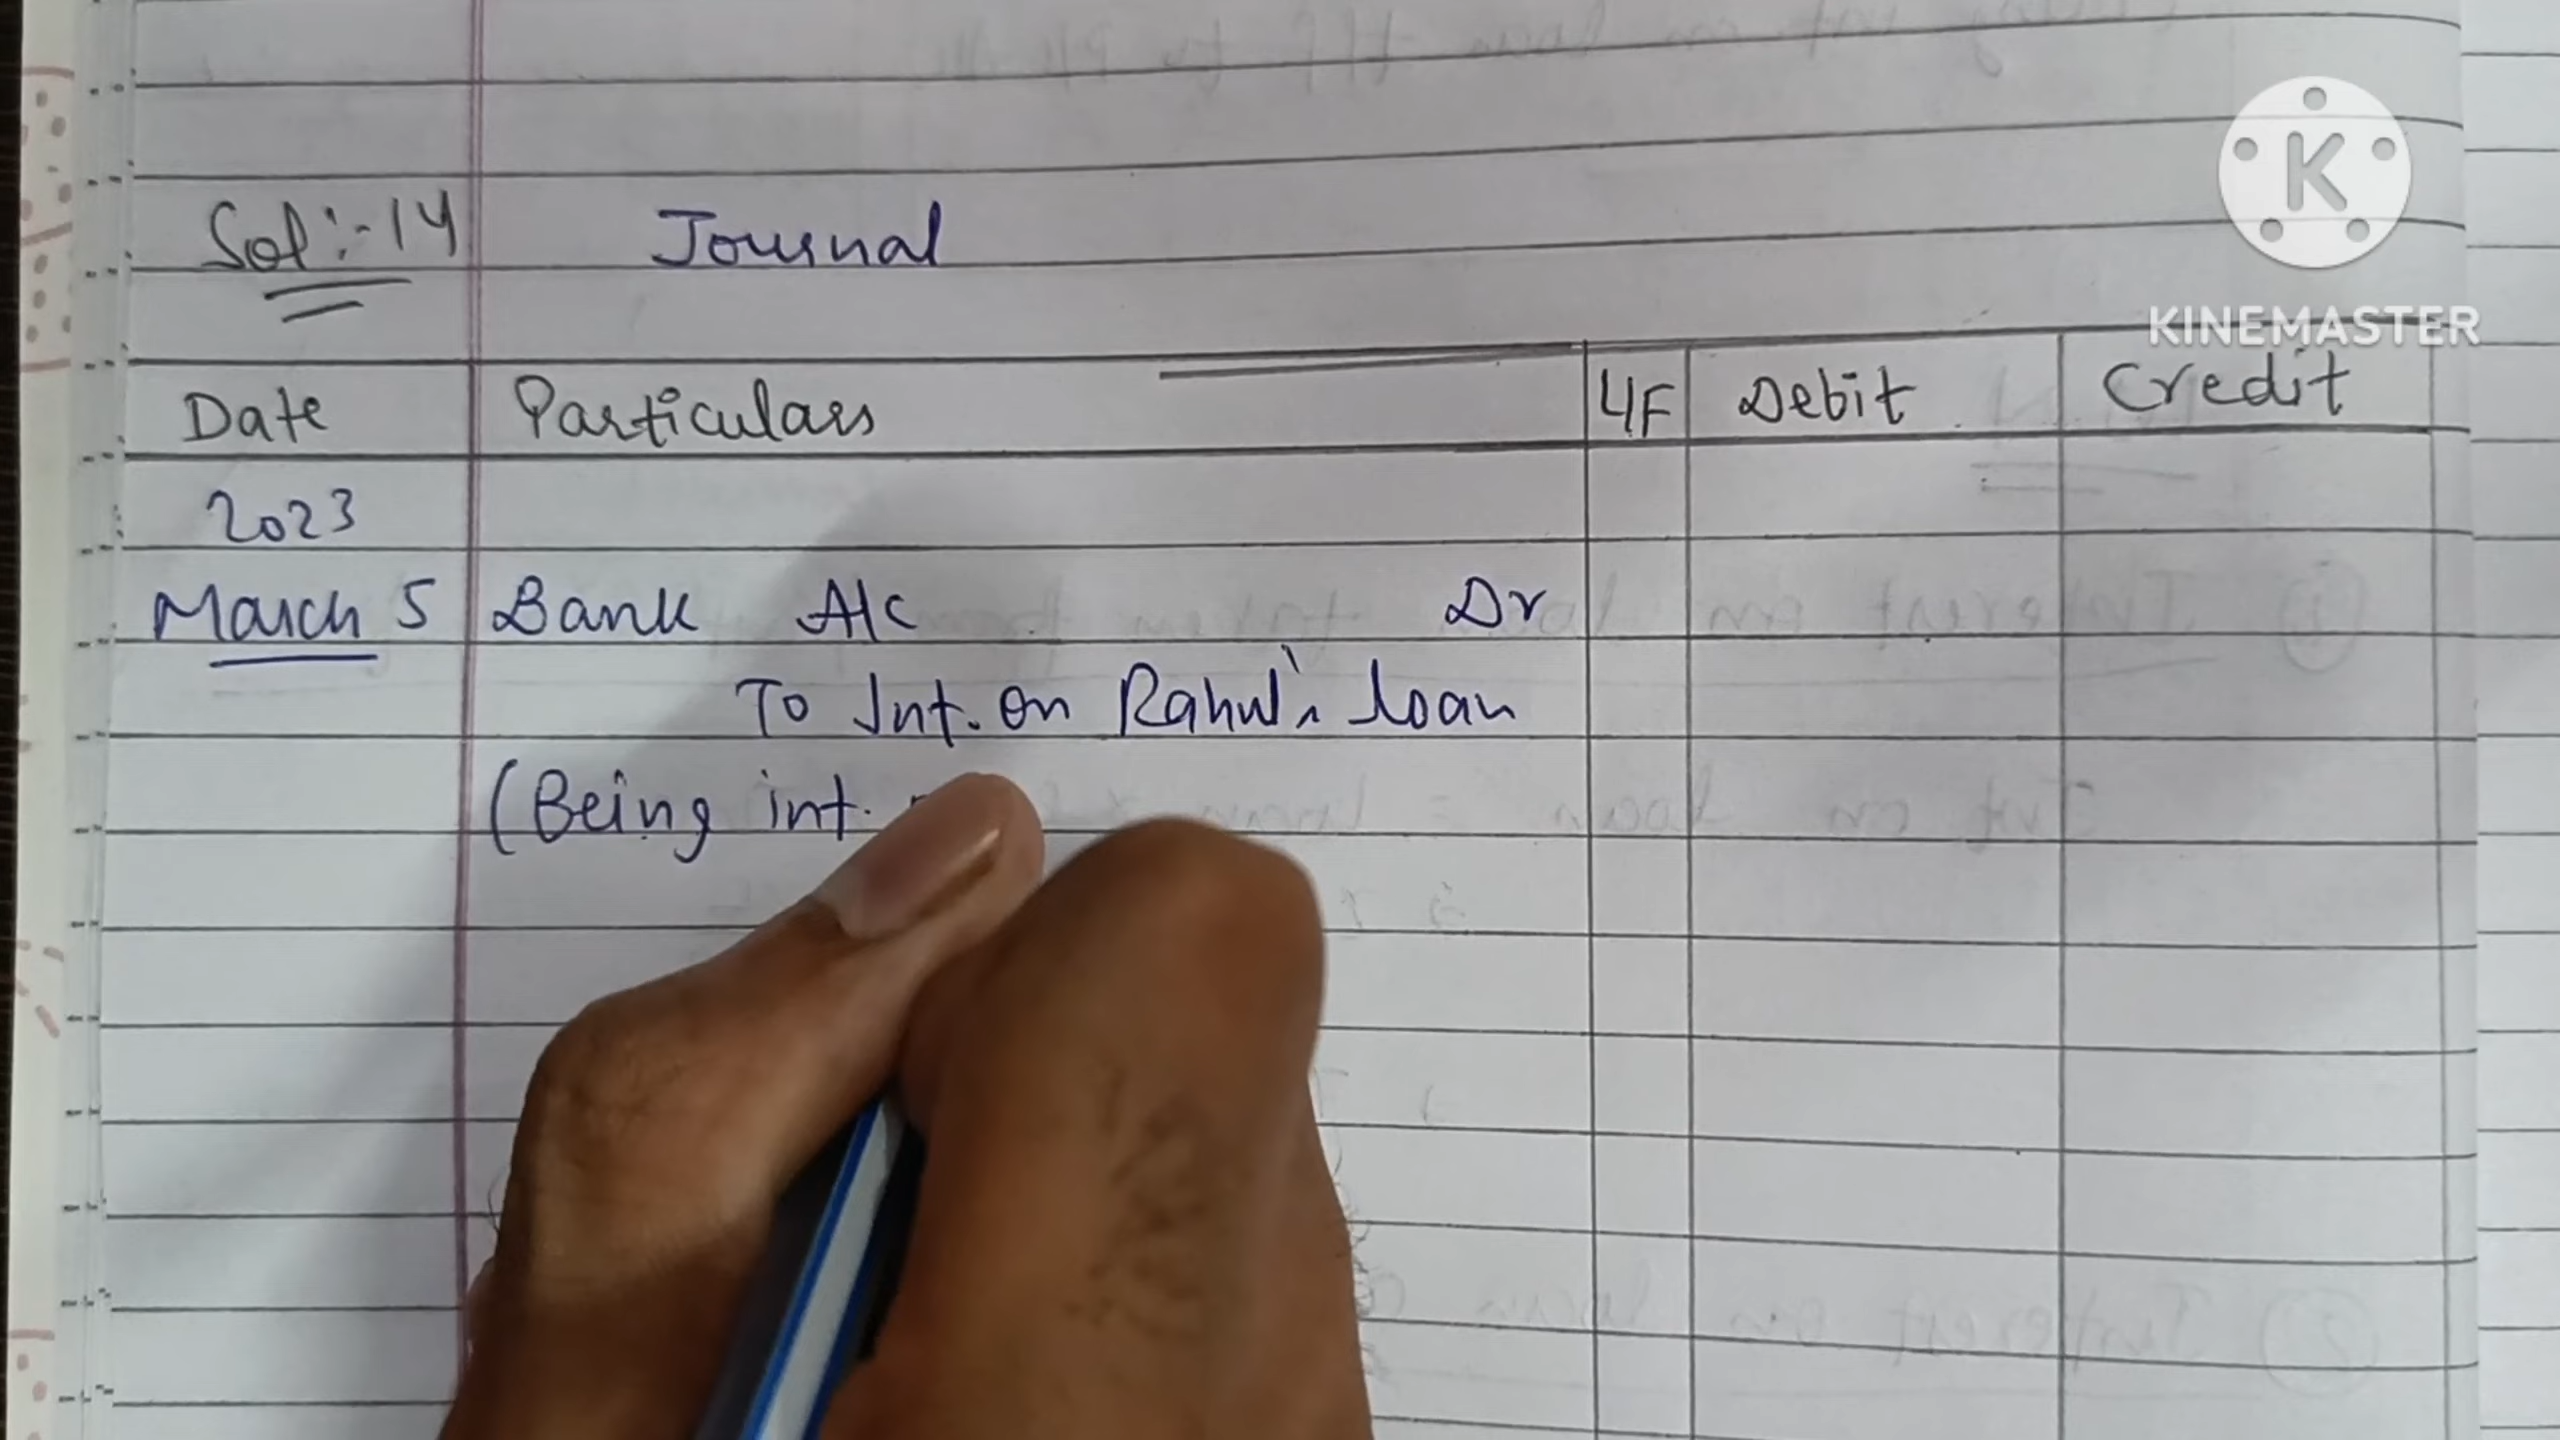 Sol:-14 Journal
K
KINEMASTER
Date Particulars L/F Debit Credit
2023
March 5 Bank A/c Dr
To Int. on Rahul's loan
(Being int.